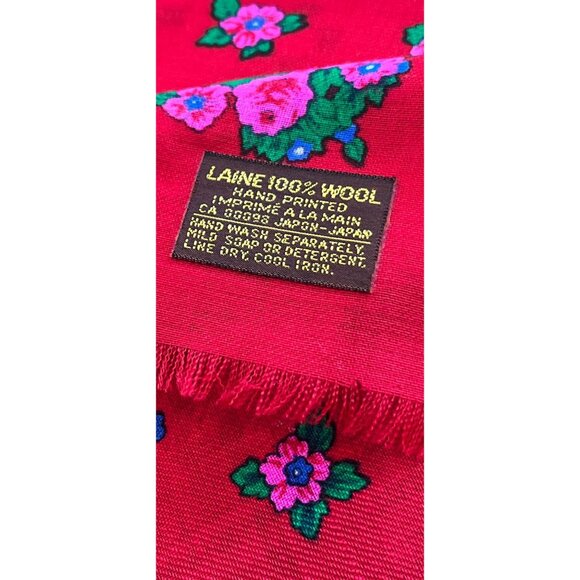 LAINE 100% WOOL
HAND PRINTED
IMPRIMÉ A LA MAIN
CA 00098 JAPON-JAPAN
HAND WASH SEPARATELY.
MILD SOAP OR DETERGENT.
LINE DRY, COOL IRON.